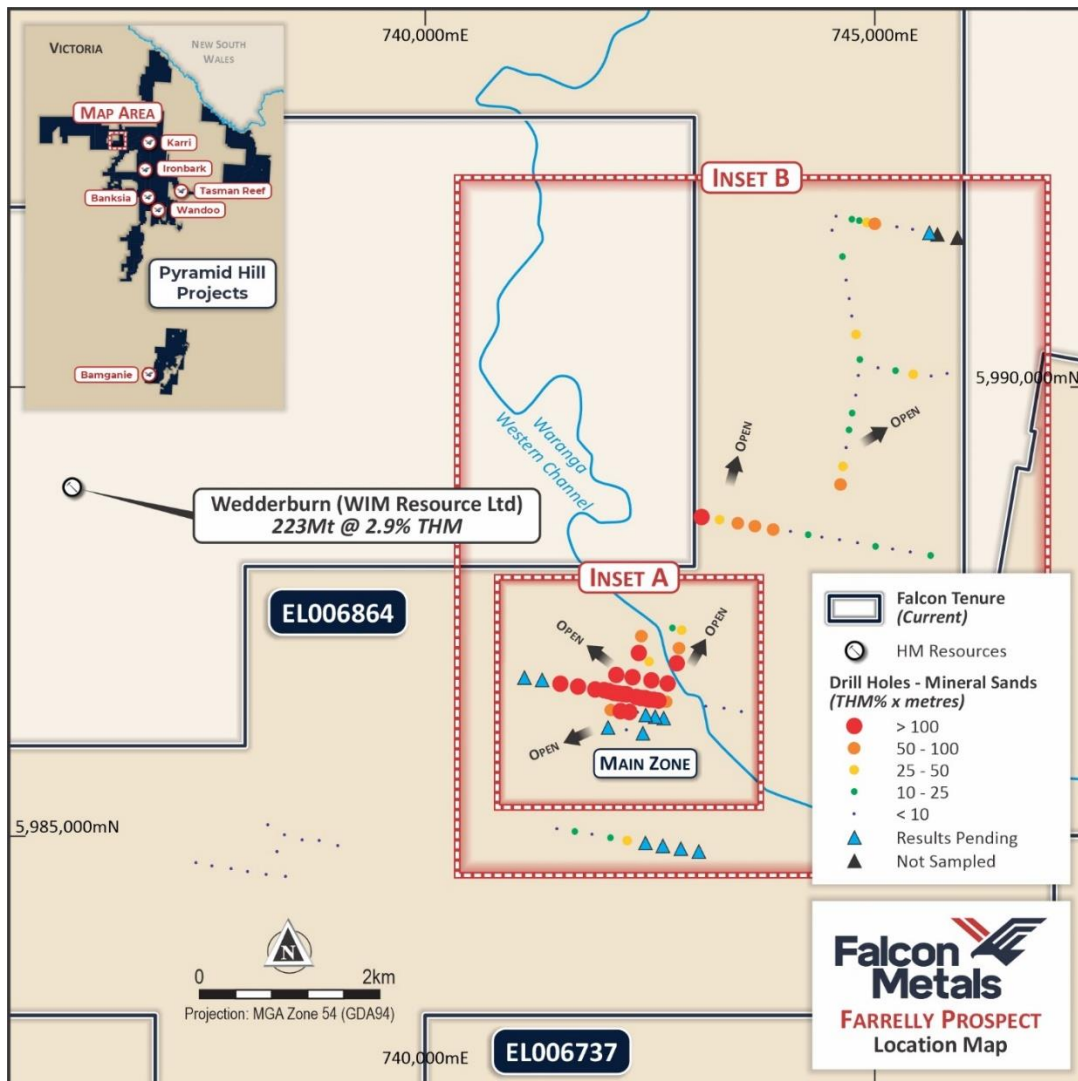 740,000mE
745,000mE
VICTORIA
NEW SOUTH
WALES
MAP AREA
Karri
Ironbark
Tasman Reef
Banksia
Wandoo
Pyramid Hill
Projects
Bamganie
INSET B
5,990,000mN
OPEN
OPEN
Waranga
Western Channel
Wedderburn (WIM Resource Ltd)
223Mt @ 2.9% THM
INSET A
EL006864
OPEN
OPEN
OPEN
MAIN ZONE
5,985,000mN
Falcon Tenure
(Current)
HM Resources
Drill Holes - Mineral Sands
(THM% x metres)
> 100
50 - 100
25 - 50
10 - 25
< 10
Results Pending
Not Sampled
N
0 2km
Projection: MGA Zone 54 (GDA94)
740,000mE
EL006737
Falcon
Metals
FARRELLY PROSPECT
Location Map